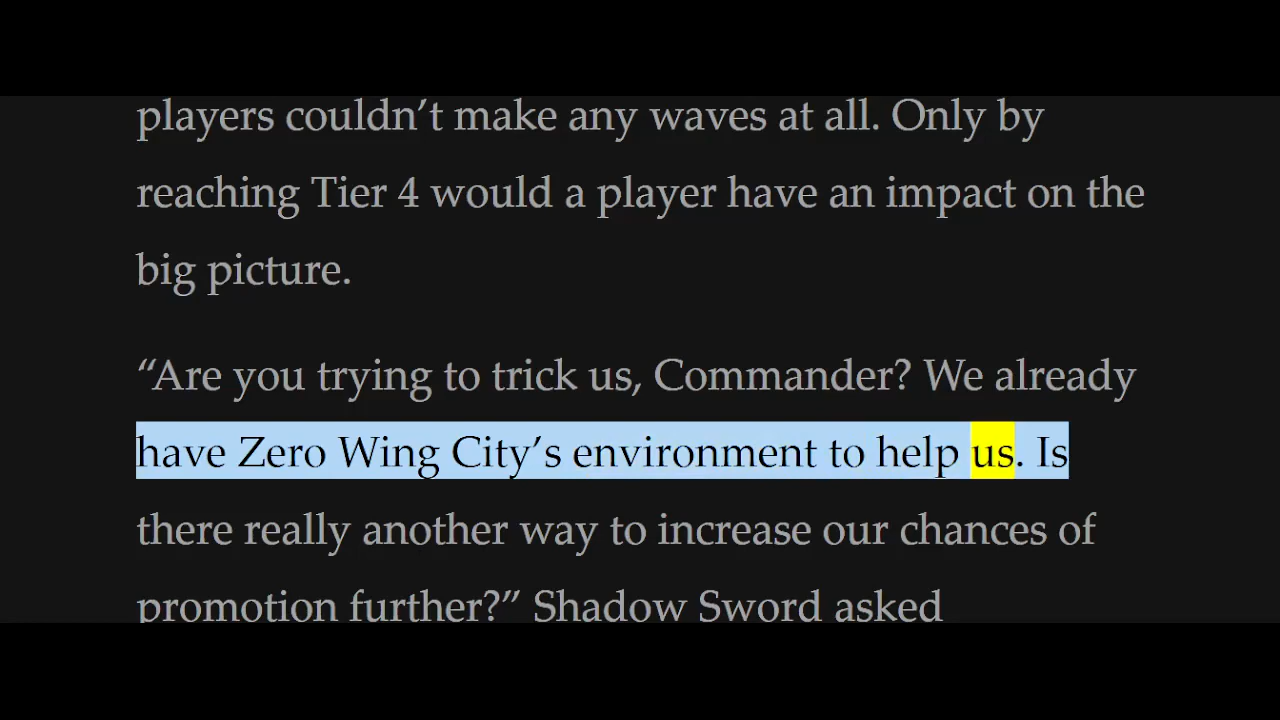 players couldn’t make any waves at all. Only by
reaching Tier 4 would a player have an impact on the
big picture.
“Are you trying to trick us, Commander? We already
have Zero Wing City’s environment to help us. Is
there really another way to increase our chances of
promotion further?” Shadow Sword asked